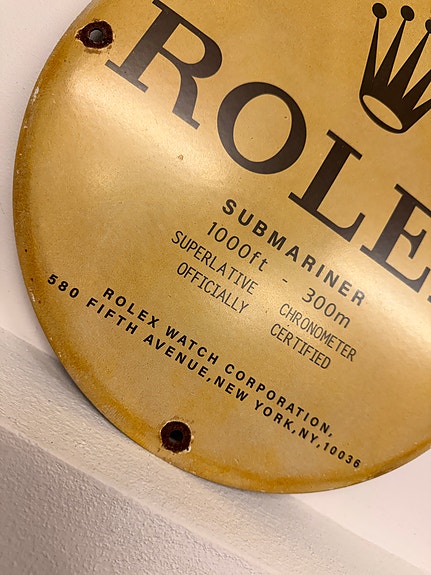 ROLE
SUBMARINER
1000ft - 300m
SUPERLATIVE CHRONOMETER
OFFICIALLY CERTIFIED
ROLEX WATCH CORPORATION,
580 FIFTH AVENUE,NEW YORK,NY,10036